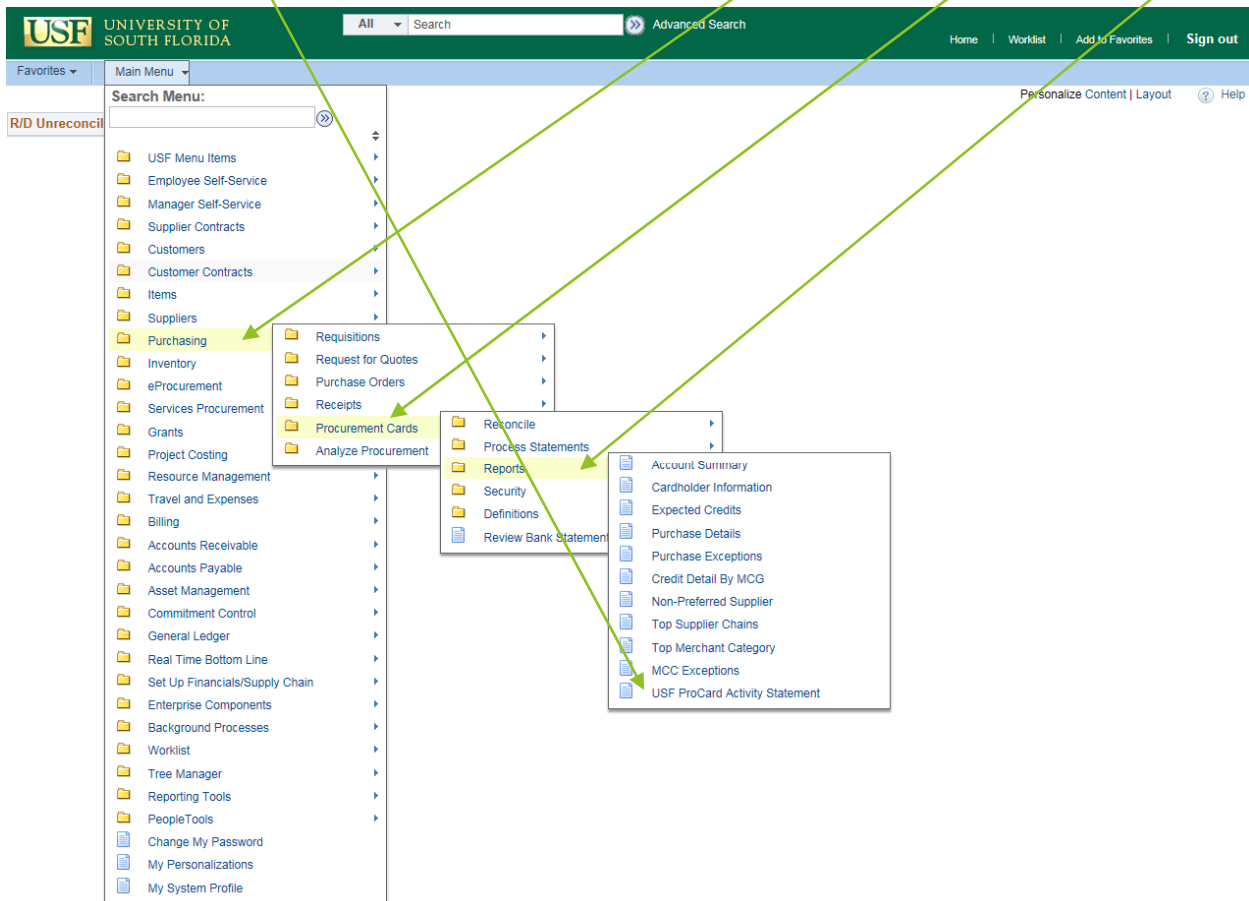 USF UNIVERSITY OF SOUTH FLORIDA
All Search Advanced Search
Home | Worklist | Add to Favorites | Sign out
Favorites Main Menu
Personalize Content | Layout ? Help
R/D Unreconcil
Search Menu:
USF Menu Items
Employee Self-Service
Manager Self-Service
Supplier Contracts
Customers
Customer Contracts
Items
Suppliers
Purchasing
Inventory
eProcurement
Services Procurement
Grants
Project Costing
Resource Management
Travel and Expenses
Billing
Accounts Receivable
Accounts Payable
Asset Management
Commitment Control
General Ledger
Real Time Bottom Line
Set Up Financials/Supply Chain
Enterprise Components
Background Processes
Worklist
Tree Manager
Reporting Tools
PeopleTools
Change My Password
My Personalizations
My System Profile
Requisitions
Request for Quotes
Purchase Orders
Receipts
Procurement Cards
Analyze Procurement
Reconcile
Process Statements
Reports
Security
Definitions
Review Bank Statement
Account Summary
Cardholder Information
Expected Credits
Purchase Details
Purchase Exceptions
Credit Detail By MCG
Non-Preferred Supplier
Top Supplier Chains
Top Merchant Category
MCC Exceptions
USF ProCard Activity Statement